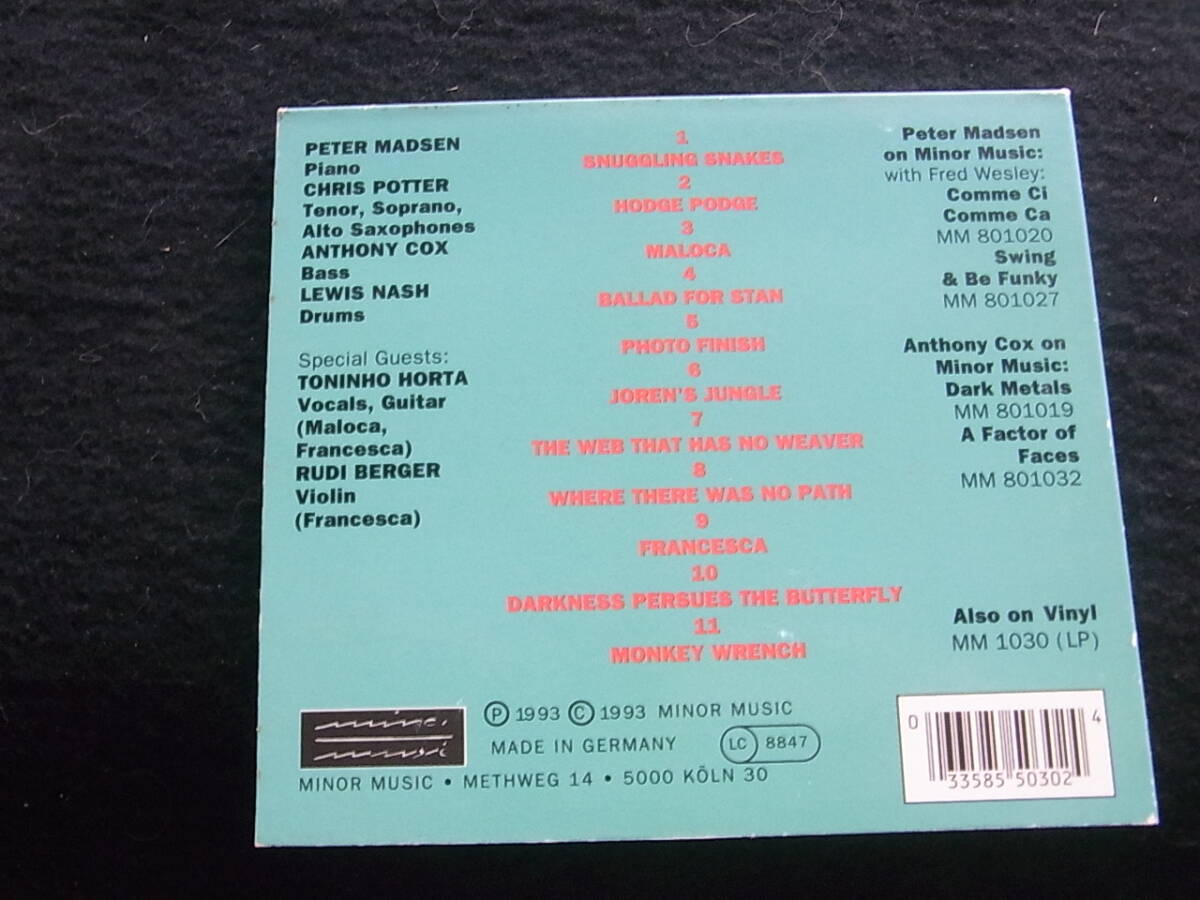 PETER MADSEN
Piano
CHRIS POTTER
Tenor, Soprano,
Alto Saxophones
ANTHONY COX
Bass
LEWIS NASH
Drums
Special Guests:
TONINHO HORTA
Vocals, Guitar
(Maloca,
Francesca)
RUDI BERGER
Violin
(Francesca)
1
SNUGGLING SNAKES
2
HODGE PODGE
3
MALOCA
4
BALLAD FOR STAN
5
PHOTO FINISH
6
JOREN'S JUNGLE
7
THE WEB THAT HAS NO WEAVER
8
WHERE THERE WAS NO PATH
9
FRANCESCA
10
DARKNESS PERSUES THE BUTTERFLY
11
MONKEY WRENCH
Peter Madsen
on Minor Music:
with Fred Wesley:
Comme Ci
Comme Ca
MM 801020
Swing
& Be Funky
MM 801027
Anthony Cox on
Minor Music:
Dark Metals
MM 801019
A Factor of
Faces
MM 801032
Also on Vinyl
MM 1030 (LP)
minor
music
Ⓟ 1993 © 1993 MINOR MUSIC
MADE IN GERMANY LC 8847
MINOR MUSIC • METHWEG 14 • 5000 KÖLN 30
0 33585 50302 4